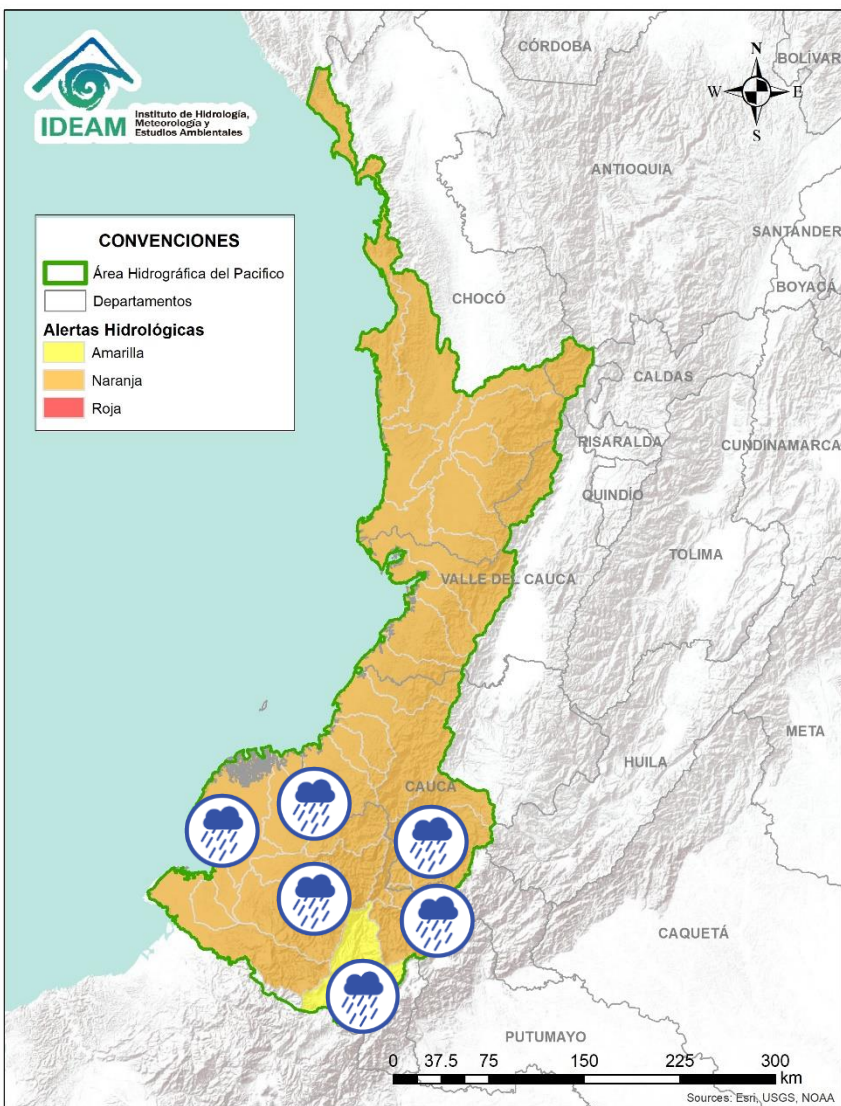 IDEAM
Instituto de Hidrología,
Meteorología y
Estudios Ambientales
CÓRDOBA
BOLÍVAR
N
W
E
S
ANTIOQUIA
SANTANDER
BOYACÁ
CONVENCIONES
Área Hidrográfica del Pacifico
Departamentos
Alertas Hidrológicas
Amarilla
Naranja
Roja
CHOCÓ
CALDAS
RISARALDA
CUNDINAMARCA
QUINDÍO
TOLIMA
VALLE DEL CAUCA
META
HUILA
CAUCA
CAQUETÁ
PUTUMAYO
0 37.5 75 150 225 300
km
Sources: Esri, USGS, NOAA